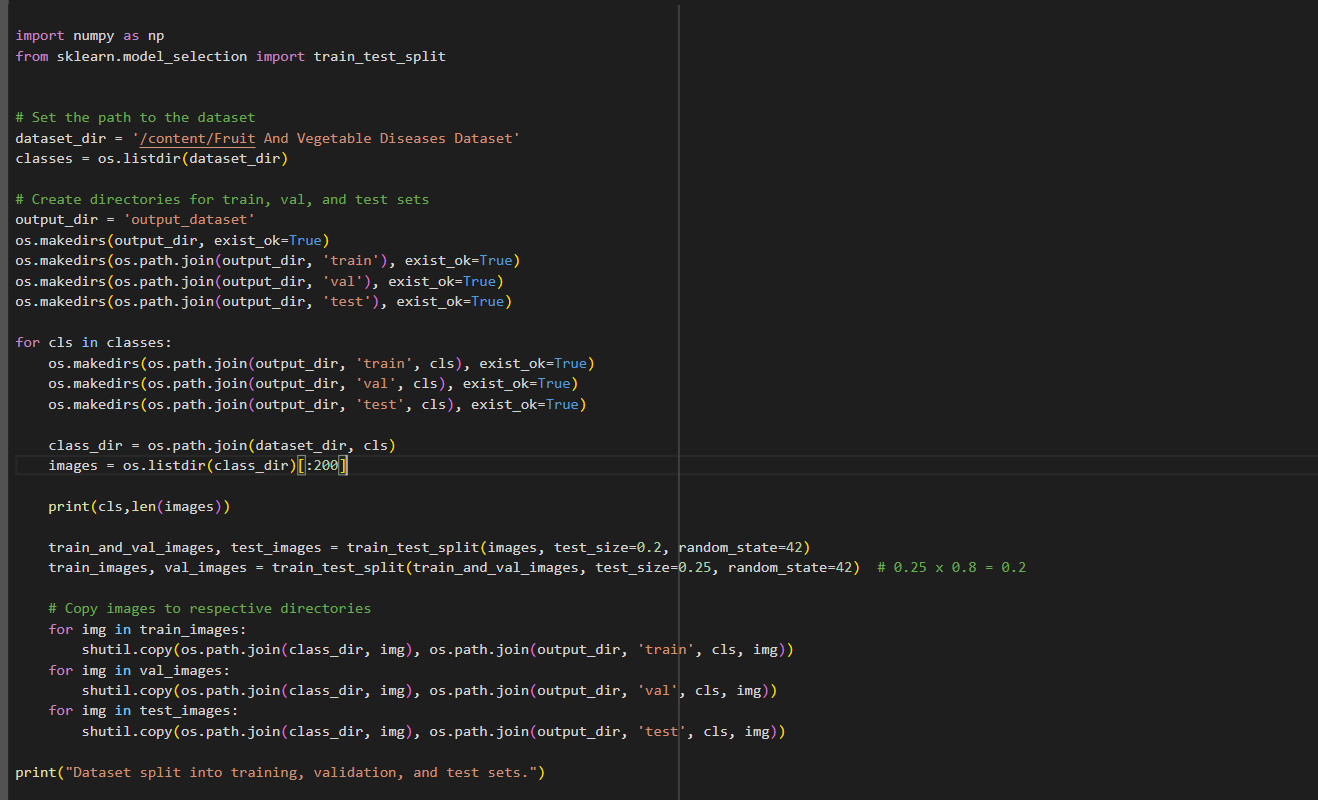 import numpy as np
from sklearn.model_selection import train_test_split
# Set the path to the dataset
dataset_dir = '/content/Fruit And Vegetable Diseases Dataset'
classes = os.listdir(dataset_dir)
# Create directories for train, val, and test sets
output_dir = 'output_dataset'
os.makedirs(output_dir, exist_ok=True)
os.makedirs(os.path.join(output_dir, 'train'), exist_ok=True)
os.makedirs(os.path.join(output_dir, 'val'), exist_ok=True)
os.makedirs(os.path.join(output_dir, 'test'), exist_ok=True)
for cls in classes:
    os.makedirs(os.path.join(output_dir, 'train', cls), exist_ok=True)
    os.makedirs(os.path.join(output_dir, 'val', cls), exist_ok=True)
    os.makedirs(os.path.join(output_dir, 'test', cls), exist_ok=True)
    class_dir = os.path.join(dataset_dir, cls)
    images = os.listdir(class_dir)[:200]
    print(cls,len(images))
    train_and_val_images, test_images = train_test_split(images, test_size=0.2, random_state=42)
    train_images, val_images = train_test_split(train_and_val_images, test_size=0.25, random_state=42)  # 0.25 x 0.8 = 0.2
    # Copy images to respective directories
    for img in train_images:
        shutil.copy(os.path.join(class_dir, img), os.path.join(output_dir, 'train', cls, img))
    for img in val_images:
        shutil.copy(os.path.join(class_dir, img), os.path.join(output_dir, 'val', cls, img))
    for img in test_images:
        shutil.copy(os.path.join(class_dir, img), os.path.join(output_dir, 'test', cls, img))
print("Dataset split into training, validation, and test sets.")